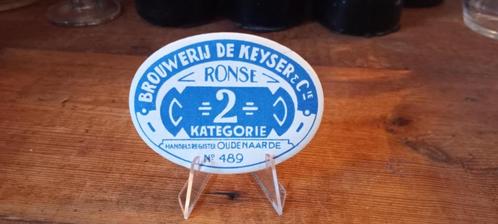 BROUWERIJ DE KEYSER & Cie
RONSE
=2=
KATEGORIE
HANDELSREGISTER OUDENAARDE
No 489